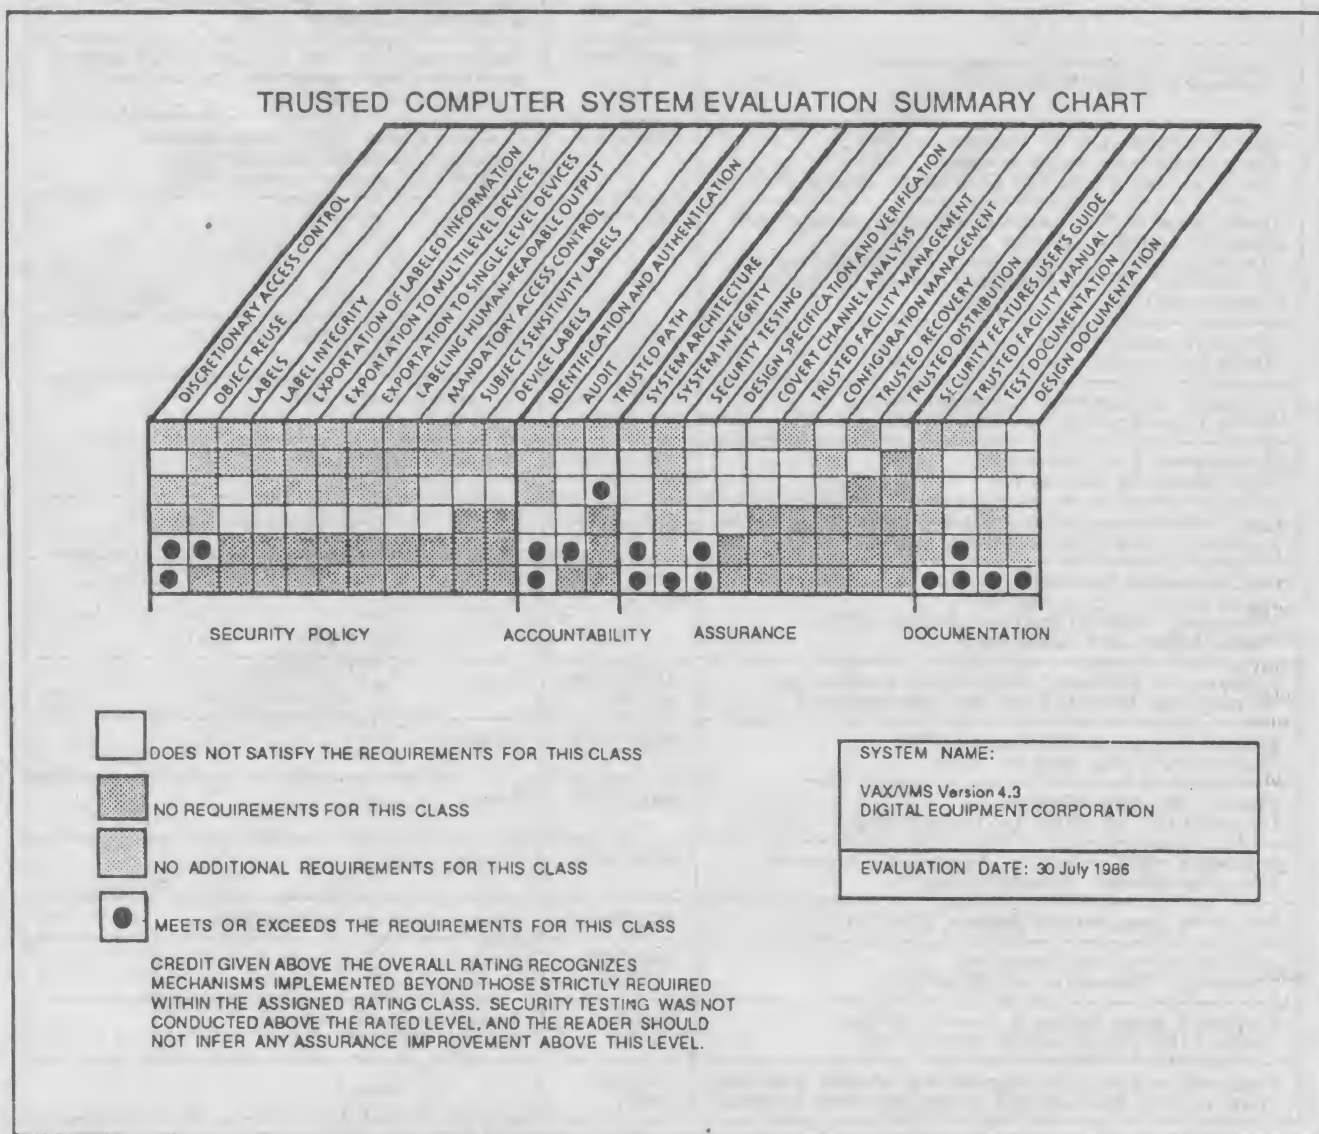 TRUSTED COMPUTER SYSTEM EVALUATION SUMMARY CHART
DISCRETIONARY ACCESS CONTROL
OBJECT REUSE
LABELS
LABEL INTEGRITY
EXPORTATION OF LABELED INFORMATION
EXPORTATION TO MULTILEVEL DEVICES
EXPORTATION TO SINGLE-LEVEL DEVICES
LABELING HUMAN-READABLE OUTPUT
MANDATORY ACCESS CONTROL
SUBJECT SENSITIVITY LABELS
DEVICE LABELS
IDENTIFICATION AND AUTHENTICATION
AUDIT
TRUSTED PATH
SYSTEM ARCHITECTURE
SYSTEM INTEGRITY
SECURITY TESTING
DESIGN SPECIFICATION AND VERIFICATION
COVERT CHANNEL ANALYSIS
TRUSTED FACILITY MANAGEMENT
CONFIGURATION MANAGEMENT
TRUSTED RECOVERY
TRUSTED DISTRIBUTION
SECURITY FEATURES USER'S GUIDE
TRUSTED FACILITY MANUAL
TEST DOCUMENTATION
DESIGN DOCUMENTATION
SECURITY POLICY
ACCOUNTABILITY
ASSURANCE
DOCUMENTATION
DOES NOT SATISFY THE REQUIREMENTS FOR THIS CLASS
NO REQUIREMENTS FOR THIS CLASS
NO ADDITIONAL REQUIREMENTS FOR THIS CLASS
MEETS OR EXCEEDS THE REQUIREMENTS FOR THIS CLASS
CREDIT GIVEN ABOVE THE OVERALL RATING RECOGNIZES
MECHANISMS IMPLEMENTED BEYOND THOSE STRICTLY REQUIRED
WITHIN THE ASSIGNED RATING CLASS. SECURITY TESTING WAS NOT
CONDUCTED ABOVE THE RATED LEVEL, AND THE READER SHOULD
NOT INFER ANY ASSURANCE IMPROVEMENT ABOVE THIS LEVEL.
SYSTEM NAME:
VAX/VMS Version 4.3
DIGITAL EQUIPMENT CORPORATION
EVALUATION DATE: 30 July 1986